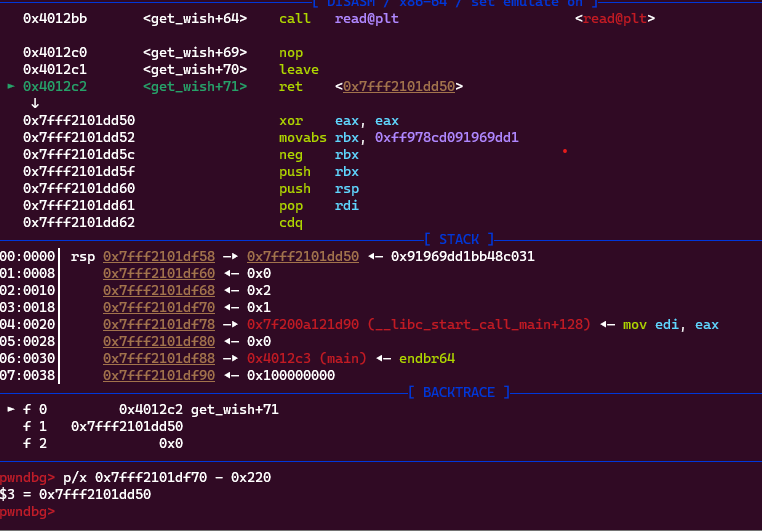 [ DISASM / x86-64 / set emulate on ]
0x4012bb <get_wish+64> call read@plt <read@plt>
0x4012c0 <get_wish+69> nop
0x4012c1 <get_wish+70> leave
► 0x4012c2 <get_wish+71> ret <0x7fff2101dd50>
↓
0x7fff2101dd50 xor eax, eax
0x7fff2101dd52 movabs rbx, 0xff978cd091969dd1
0x7fff2101dd5c neg rbx
0x7fff2101dd5f push rbx
0x7fff2101dd60 push rsp
0x7fff2101dd61 pop rdi
0x7fff2101dd62 cdq
[ STACK ]
00:0000│ rsp 0x7fff2101df58 —▸ 0x7fff2101dd50 ◂— 0x91969dd1bb48c031
01:0008│ 0x7fff2101df60 ◂— 0x0
02:0010│ 0x7fff2101df68 ◂— 0x2
03:0018│ 0x7fff2101df70 ◂— 0x1
04:0020│ 0x7fff2101df78 —▸ 0x7f200a121d90 (__libc_start_call_main+128) ◂— mov edi, eax
05:0028│ 0x7fff2101df80 ◂— 0x0
06:0030│ 0x7fff2101df88 —▸ 0x4012c3 (main) ◂— endbr64
07:0038│ 0x7fff2101df90 ◂— 0x100000000
[ BACKTRACE ]
► f 0 0x4012c2 get_wish+71
f 1 0x7fff2101dd50
f 2 0x0
pwndbg> p/x 0x7fff2101df70 - 0x220
$3 = 0x7fff2101dd50
pwndbg>